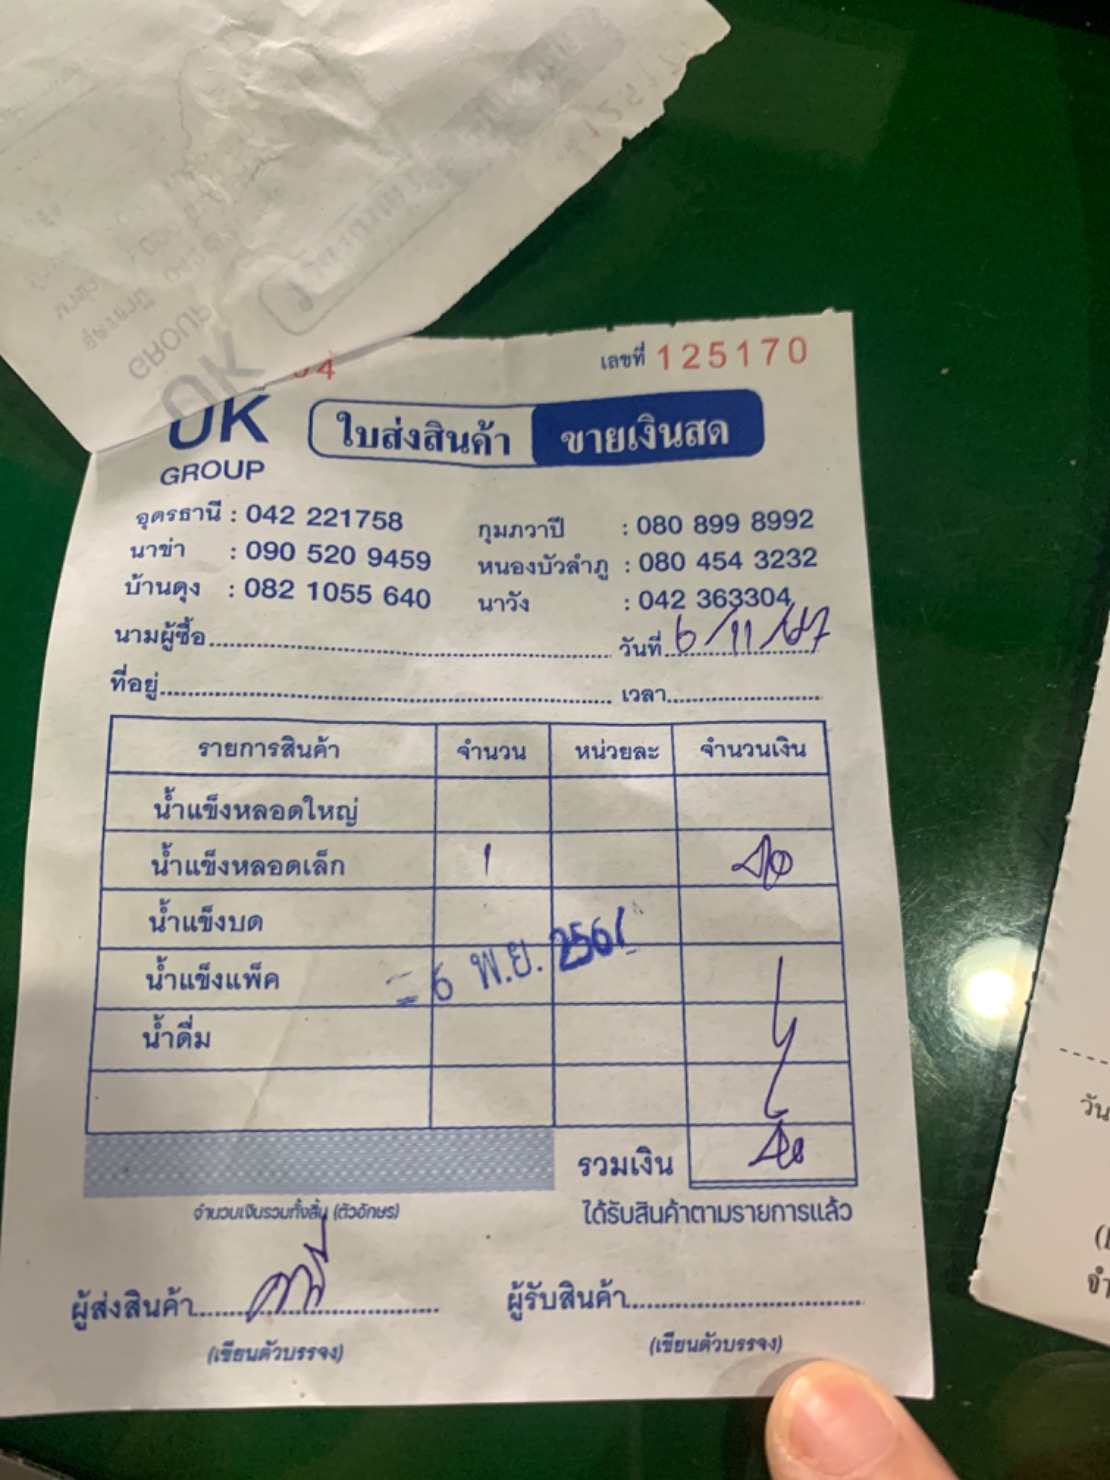 เลขที่ 125170
OK
GROUP
ใบส่งสินค้า ขายเงินสด
อุดรธานี : 042 221758 กุมภวาปี : 080 899 8992
นาข่า : 090 520 9459 หนองบัวลำภู : 080 454 3232
บ้านดุง : 082 1055 640 นาวัง : 042 363304
นามผู้ซื้อ วันที่ 6/11/67
ที่อยู่ เวลา
รายการสินค้า จำนวน หน่วยละ จำนวนเงิน
น้ำแข็งหลอดใหญ่
น้ำแข็งหลอดเล็ก 1
น้ำแข็งบด
น้ำแข็งแพ็ค
6 พ.ย.
น้ำดื่ม
รวมเงิน
จำนวนเงินรวมทั้งสิ้น (ตัวอักษร) ได้รับสินค้าตามรายการแล้ว
ผู้ส่งสินค้า ผู้รับสินค้า
(เขียนตัวบรรจง) (เขียนตัวบรรจง)